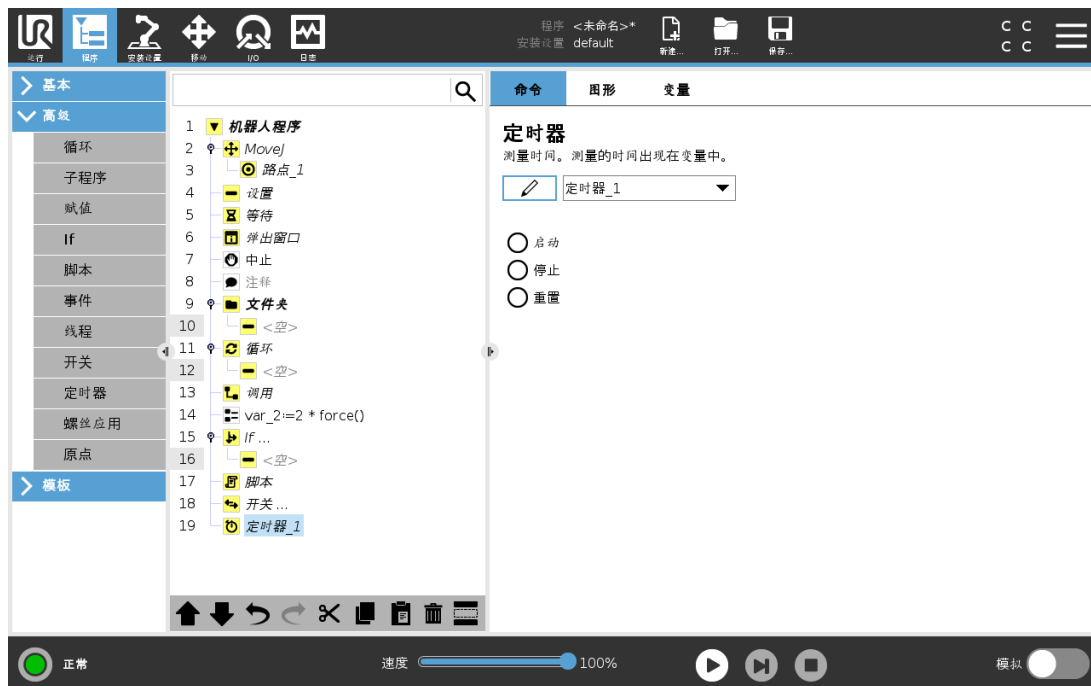 程序 <未命名>*
安装设置 default
C C
C C
运行 程序 安装设置 移动 I/O 日志 新建... 打开... 保存...
基本
高级
循环
子程序
赋值
If
脚本
事件
线程
开关
定时器
螺丝应用
原点
模板
1 机器人程序
2 MoveJ
3 路点_1
4 设置
5 等待
6 弹出窗口
7 中止
8 注释
9 文件夹
10 <空>
11 循环
12 <空>
13 调用
14 var_2≔2 * force()
15 If ...
16 <空>
17 脚本
18 开关 ...
19 定时器_1
命令 图形 变量
定时器
测量时间。测量的时间出现在变量中。
定时器_1
启动
停止
重置
正常 速度 100% 模拟